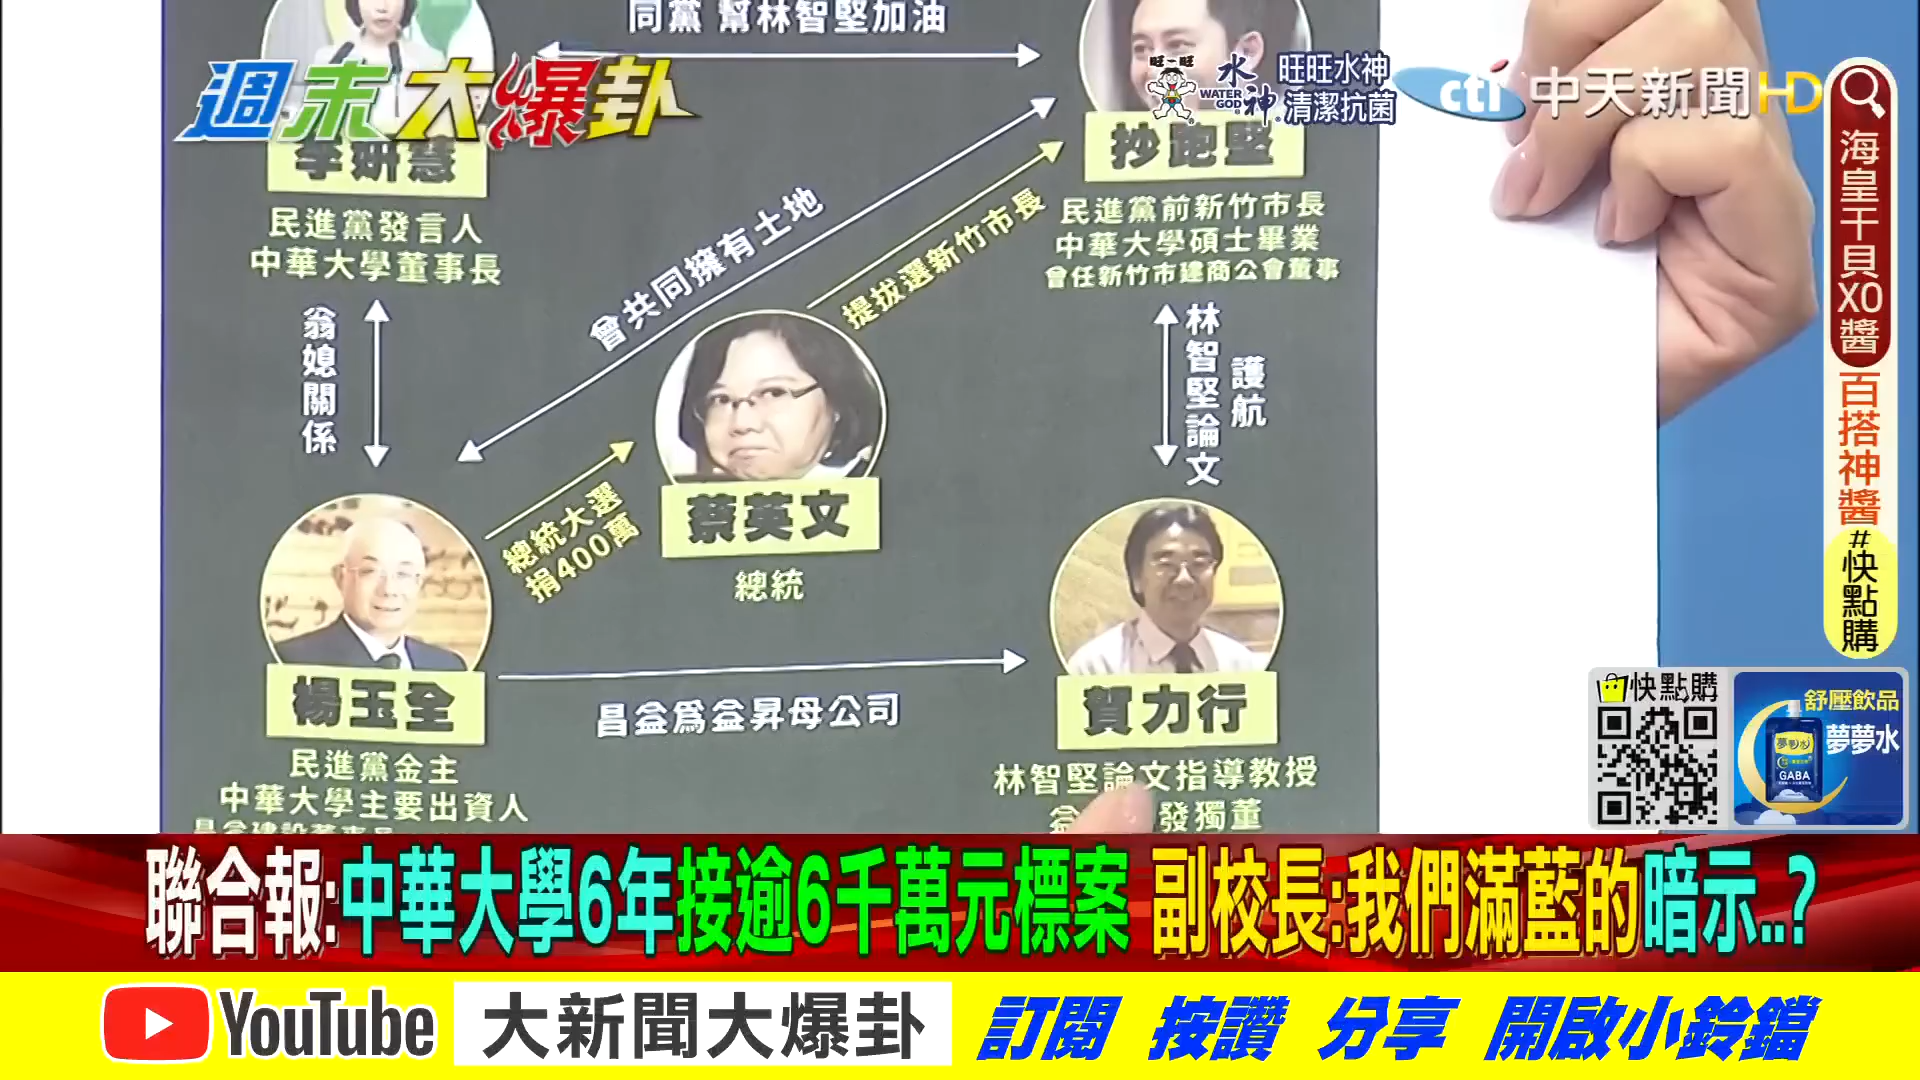 同黨 幫林智堅加油
週末大爆卦
旺旺
水神
WATER GOD
旺旺水神
清潔抗菌
cti 中天新聞HD
李妍慧
民進黨發言人
中華大學董事長
抄跑堅
民進黨前新竹市長
中華大學碩士畢業
曾任新竹市建商公會董事
曾共同擁有土地
提拔選新竹市長
翁媳關係
林智堅論文
護航
蔡英文
總統
總統大選
捐400萬
楊玉全
民進黨金主
中華大學主要出資人
昌益為益昇母公司
賀力行
林智堅論文指導教授
益 發獨董
海皇干貝XO醬
百搭神醬
#快點購
快點購
舒壓飲品
夢夢水
夢夢水
GABA
聯合報:中華大學6年接逾6千萬元標案 副校長:我們滿藍的暗示..?
YouTube 大新聞大爆卦 訂閱 按讚 分享 開啟小鈴鐺